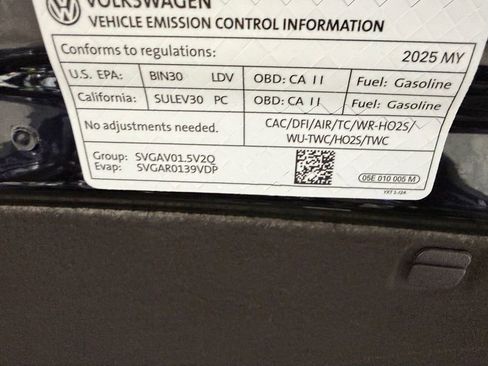 VOLKSWAGEN
VEHICLE EMISSION CONTROL INFORMATION
Conforms to regulations: 2025 MY
U.S. EPA: BIN30 LDV OBD: CA II Fuel: Gasoline
California: SULEV30 PC OBD: CA II Fuel: Gasoline
No adjustments needed. CAC/DFI/AIR/TC/WR-HO2S/
WU-TWC/HO2S/TWC
Group: SVGAV01.5V2Q
Evap: SVGAR0139VDP
05E 010 005 M